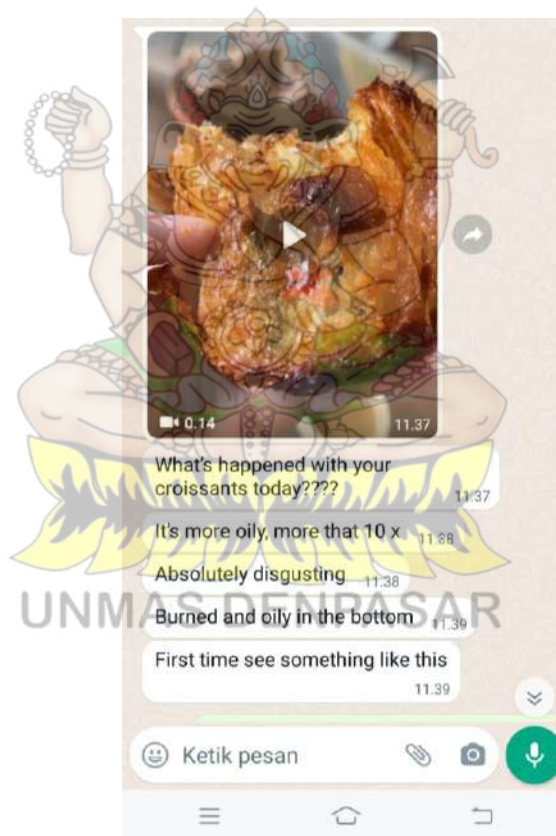 0.14
11.37
What's happened with your
croissants today????
11.37
It's more oily, more that 10 x 11.38
Absolutely disgusting 11.38
UNMAS DENPASAR
Burned and oily in the bottom 11.39
First time see something like this
11.39
Ketik pesan